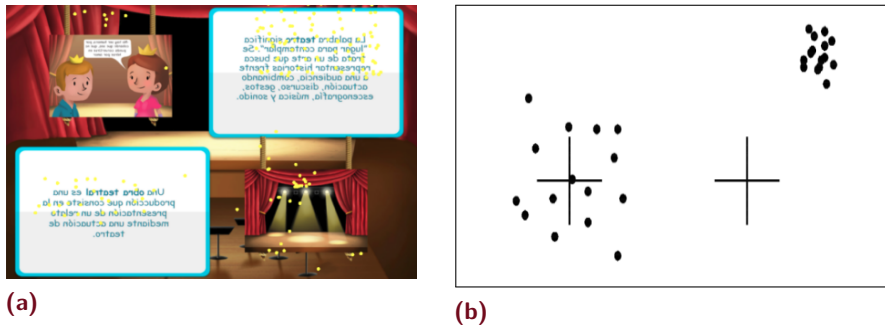 La palabra teatro significa
"lugar para contemplar". Se
trata de un arte que busca
representar historias frente
a una audiencia, combinando
actuación, discurso, gestos,
escenografía, música y sonido.
Una obra teatral es una
producción que consiste en la
presentación de un relato
mediante una actuación de
teatro.
(a)
(b)